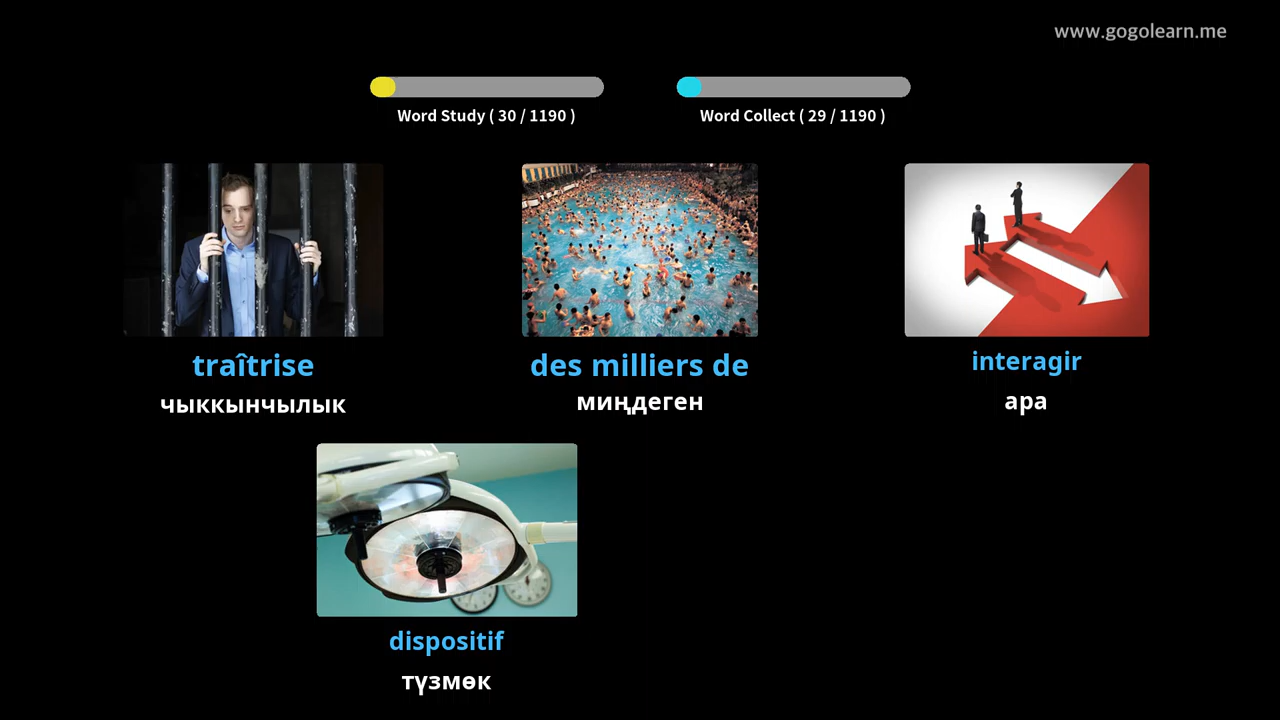 www.gogolearn.me
Word Study ( 30 / 1190 )
Word Collect ( 29 / 1190 )
traîtrise
чыккынчылык
des milliers de
миңдеген
interagir
ара
dispositif
түзмөк